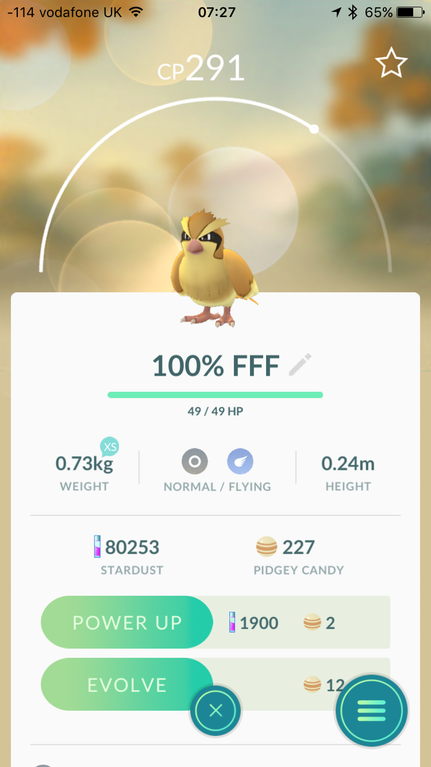 -114 vodafone UK 07:27 65%
CP291
100% FFF
49 / 49 HP
XS
0.73kg NORMAL / FLYING 0.24m
WEIGHT HEIGHT
80253 227
STARDUST PIDGEY CANDY
POWER UP 1900 2
EVOLVE 12